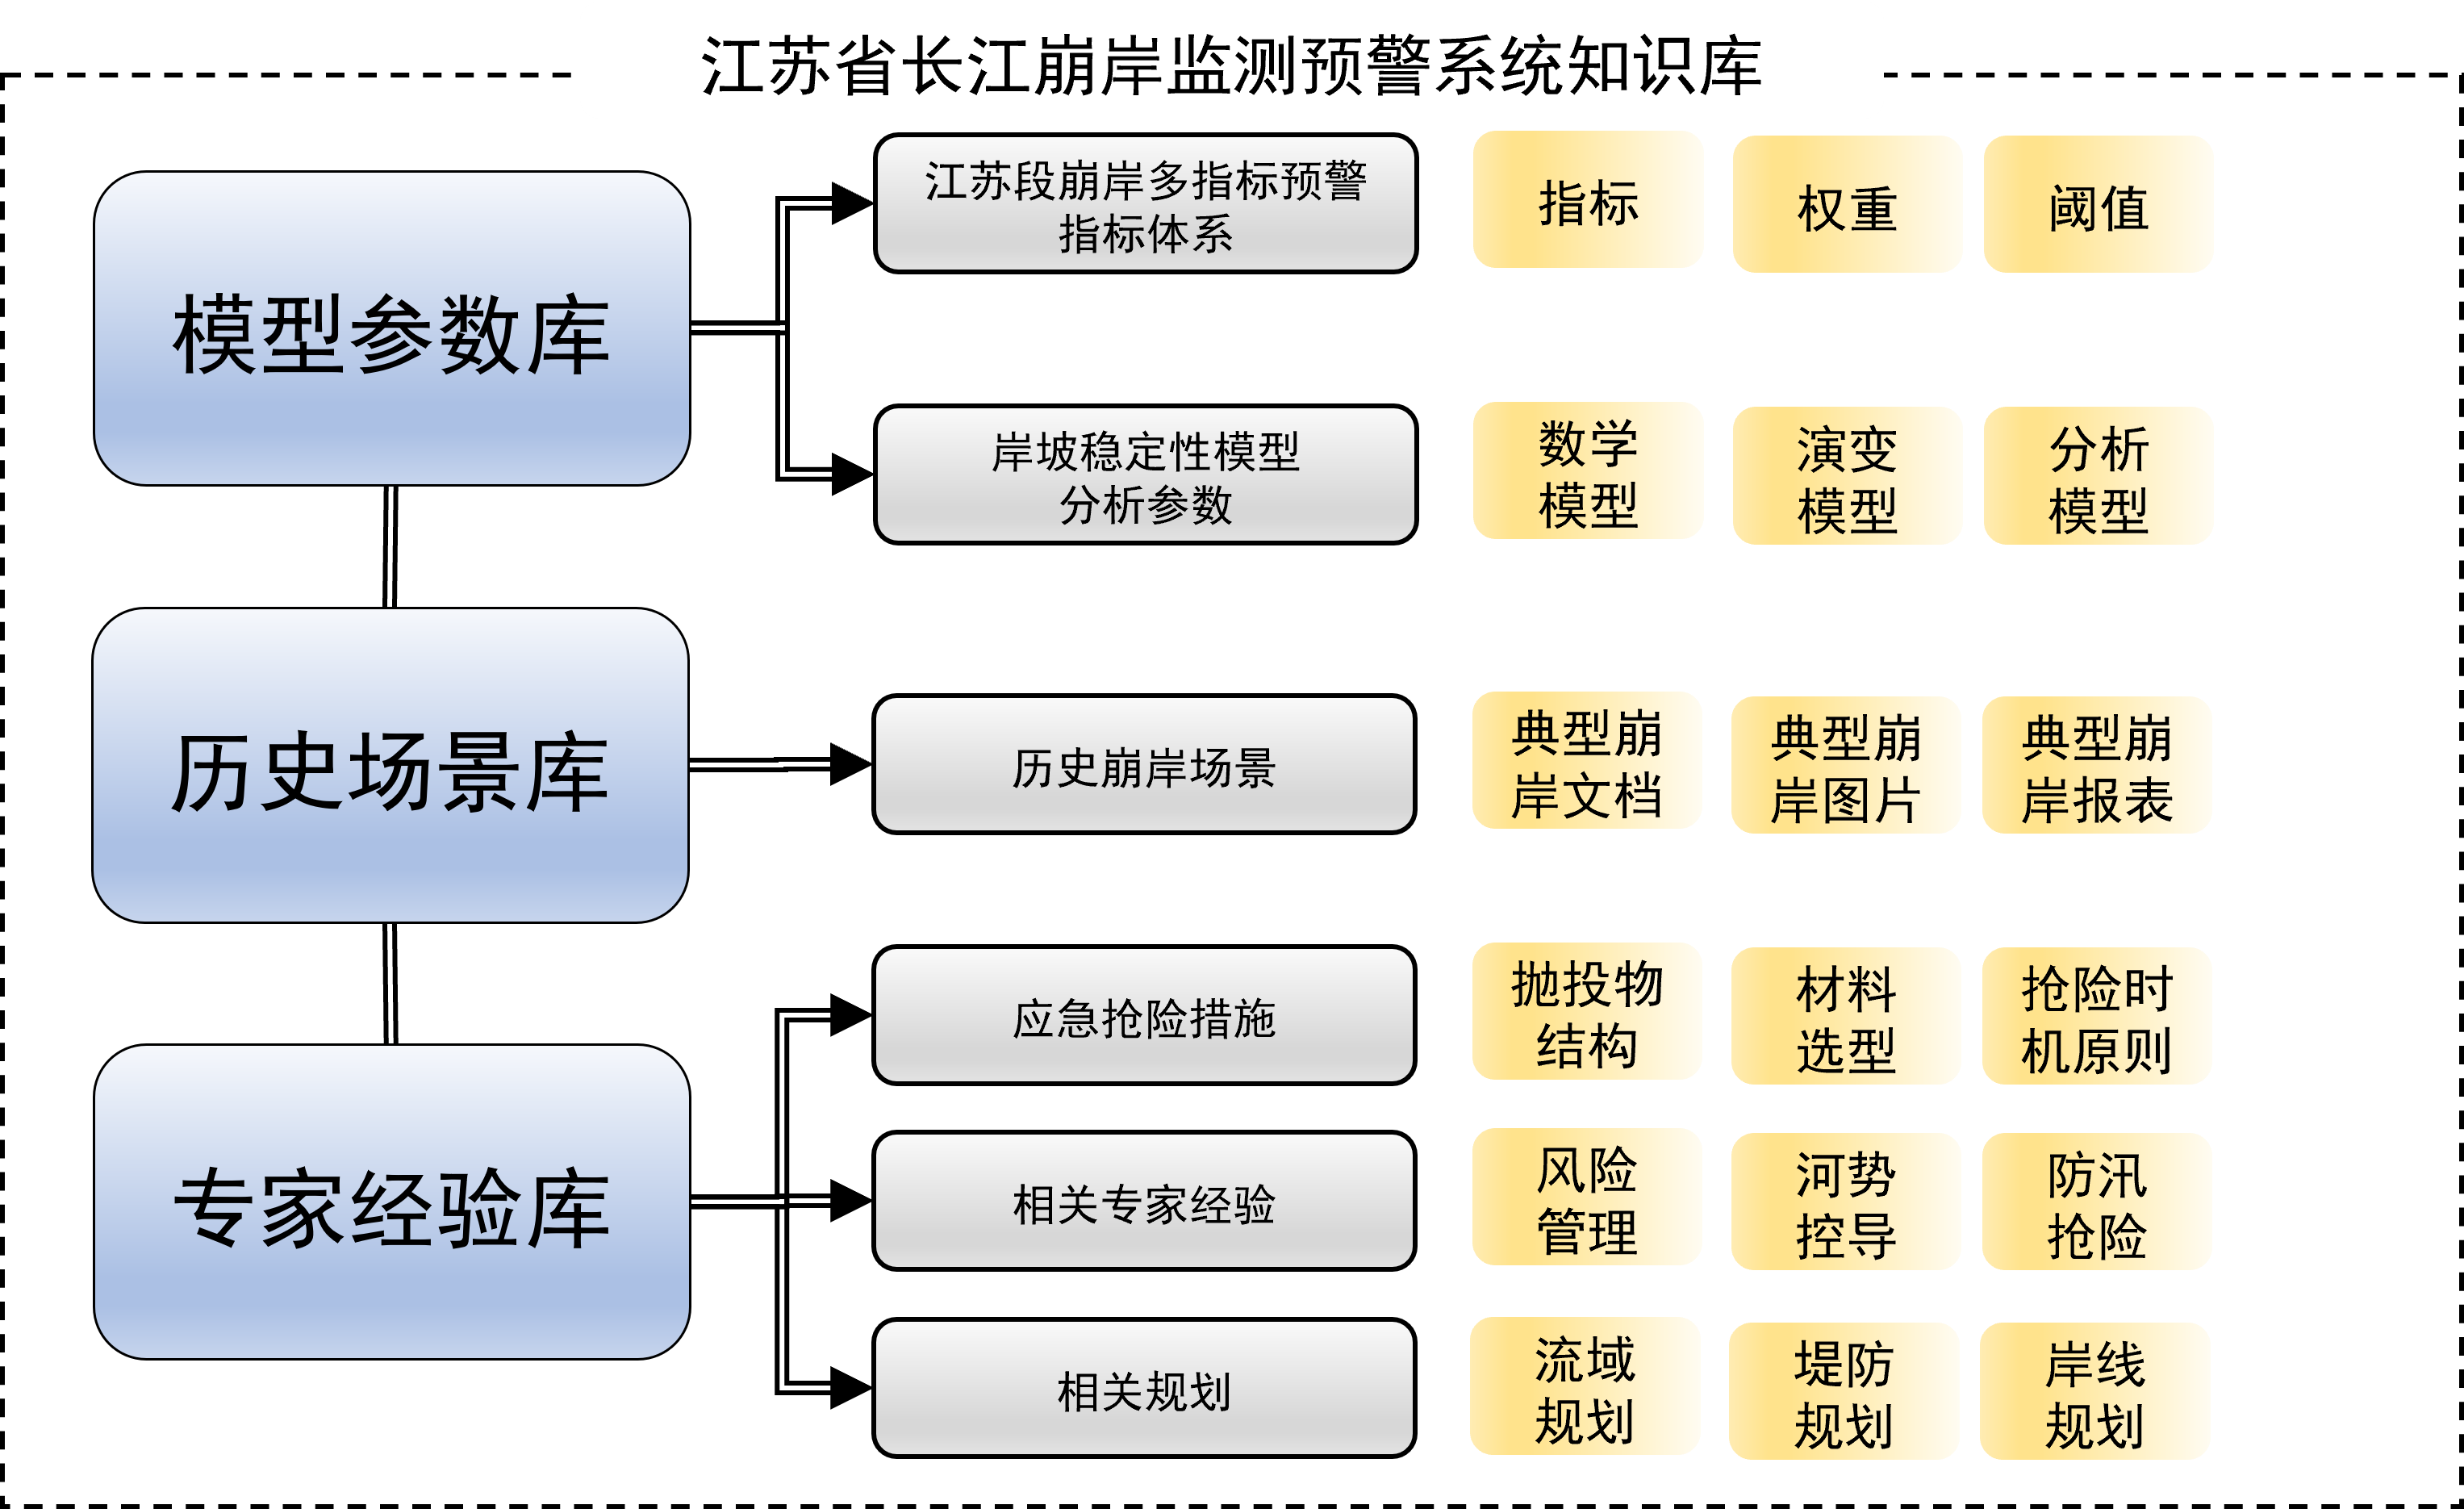 江苏省长江崩岸监测预警系统知识库
模型参数库
江苏段崩岸多指标预警
指标体系
指标
权重
阈值
岸坡稳定性模型
分析参数
数学
模型
演变
模型
分析
模型
历史场景库
历史崩岸场景
典型崩
岸文档
典型崩
岸图片
典型崩
岸报表
专家经验库
应急抢险措施
抛投物
结构
材料
选型
抢险时
机原则
相关专家经验
风险
管理
河势
控导
防汛
抢险
相关规划
流域
规划
堤防
规划
岸线
规划